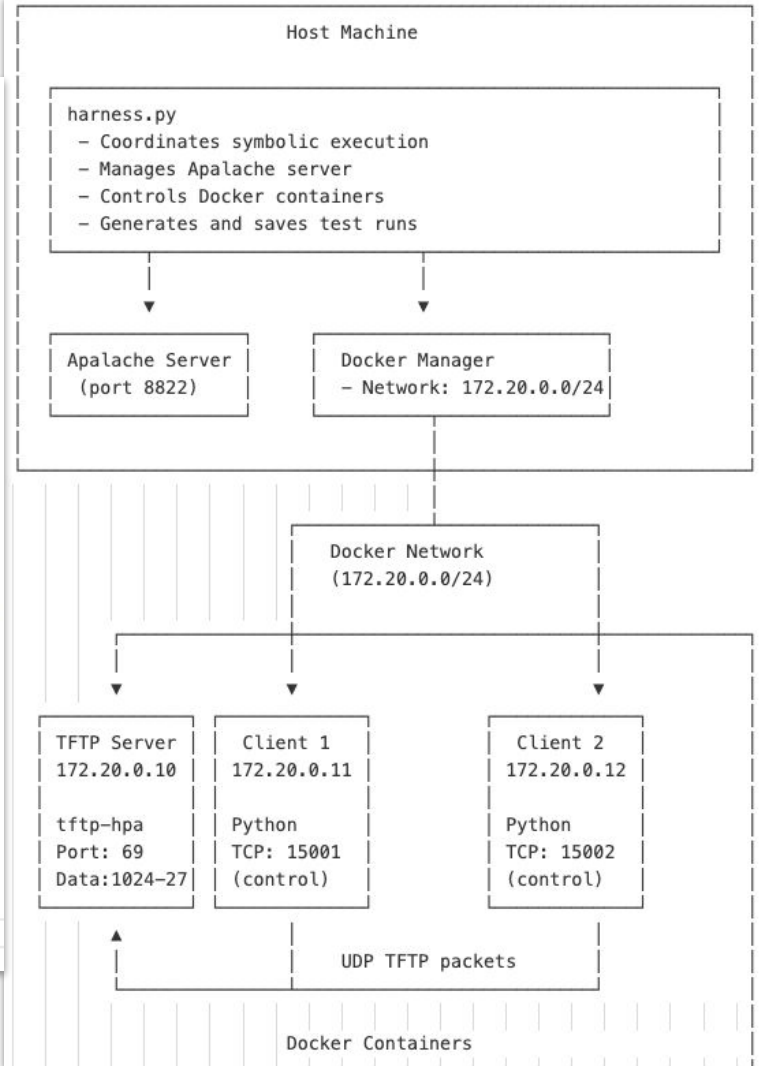 Host Machine
harness.py
– Coordinates symbolic execution
– Manages Apalache server
– Controls Docker containers
– Generates and saves test runs
Apalache Server
(port 8822)
Docker Manager
– Network: 172.20.0.0/24
Docker Network
(172.20.0.0/24)
TFTP Server
172.20.0.10
tftp-hpa
Port: 69
Data:1024-27
Client 1
172.20.0.11
Python
TCP: 15001
(control)
Client 2
172.20.0.12
Python
TCP: 15002
(control)
UDP TFTP packets
Docker Containers